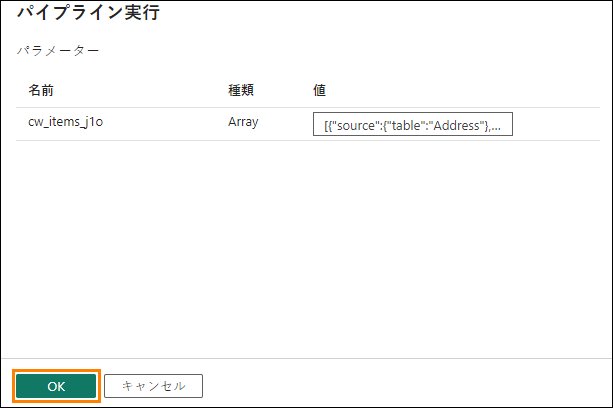 パイプライン実行
パラメーター
名前 種類 値
cw_items_j1o Array [{"source":{"table":"Address"},...
OK キャンセル